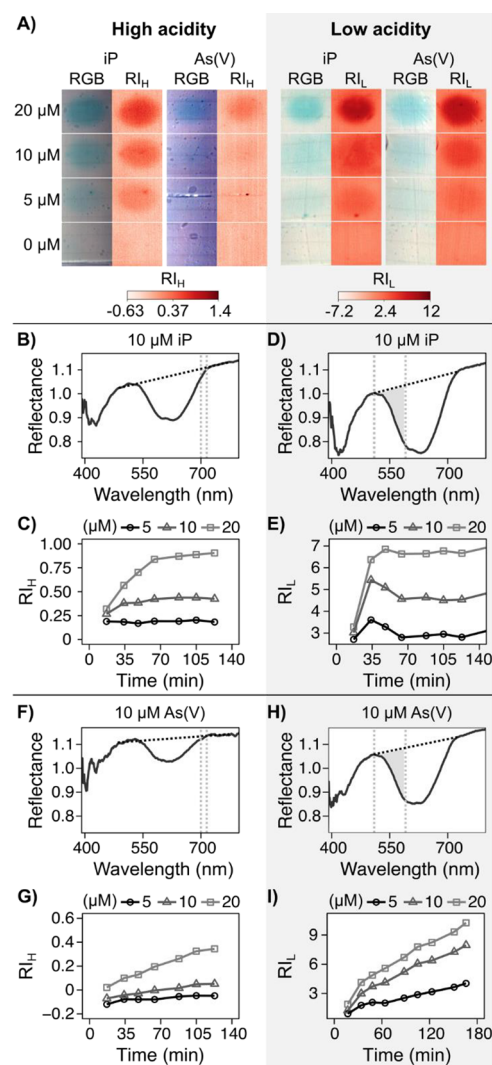 A) High acidity Low acidity
iP As(V) iP As(V)
RGB RI_H RGB RI_H RGB RI_L RGB RI_L
20 µM
10 µM
5 µM
0 µM
RI_H RI_L
-0.63 0.37 1.4 -7.2 2.4 12
B) 10 µM iP
Reflectance
1.1
1.0
0.9
400 550 700
Wavelength (nm)
D) 10 µM iP
Reflectance
1.1
1.0
0.9
0.8
400 550 700
Wavelength (nm)
C) (µM) 5 10 20
RI_H
1.00
0.75
0.50
0.25
0
0 35 70 105 140
Time (min)
E) (µM) 5 10 20
RI_L
7
6
5
4
3
0 35 70 105 140
Time (min)
F) 10 µM As(V)
Reflectance
1.1
1.0
0.9
0.8
400 550 700
Wavelength (nm)
H) 10 µM As(V)
Reflectance
1.1
1.0
0.9
0.8
400 550 700
Wavelength (nm)
G) (µM) 5 10 20
RI_H
0.6
0.4
0.2
0
−0.2
0 35 70 105 140
Time (min)
I) (µM) 5 10 20
RI_L
9
6
3
0 60 120 180
Time (min)